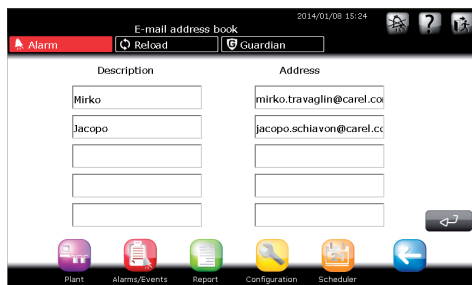 2014/01/08 15:24
E-mail address book
Alarm Reload Guardian
Description Address
Mirko mirko.travaglin@carel.co
Jacopo jacopo.schiavon@carel.cc
Plant Alarms/Events Report Configuration Scheduler